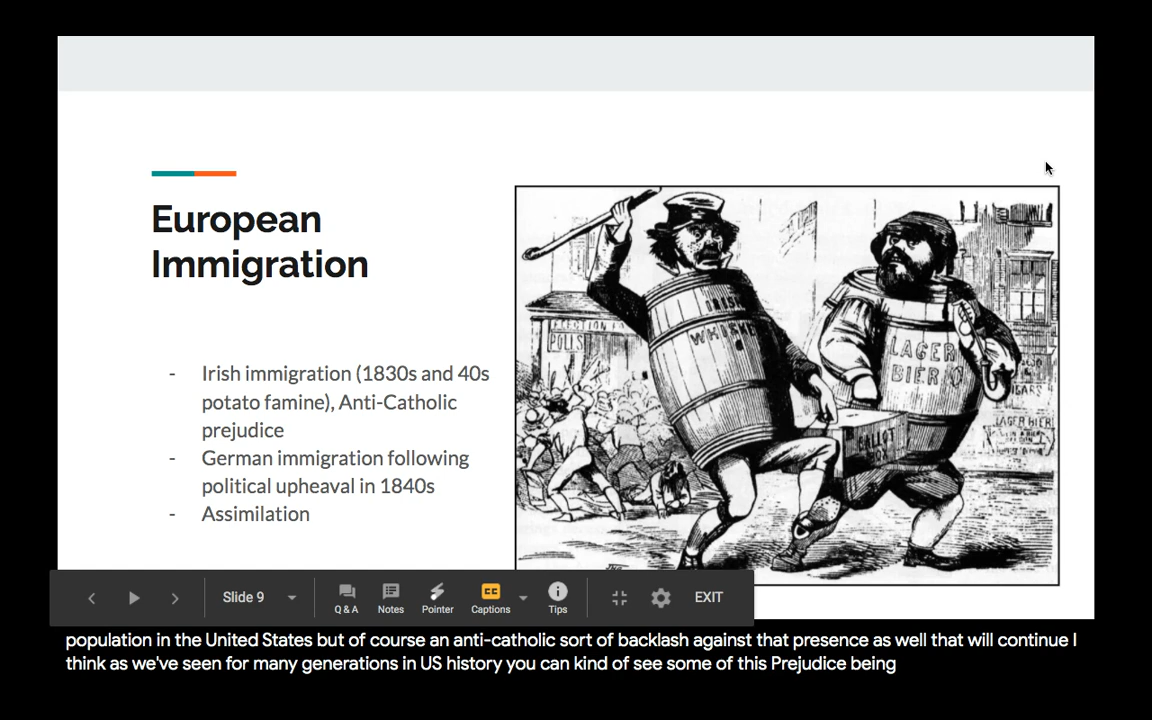 European
Immigration
- Irish immigration (1830s and 40s
potato famine), Anti-Catholic
prejudice
- German immigration following
political upheaval in 1840s
- Assimilation
ELECTION
POLLS
IRISH
WHISKEY
LAGER
BIER
BALLOT
BOX
LAGER BIER
Slide 9
Q & A
Notes
Pointer
CC
Captions
Tips
EXIT
population in the United States but of course an anti-catholic sort of backlash against that presence as well that will continue I
think as we've seen for many generations in US history you can kind of see some of this Prejudice being